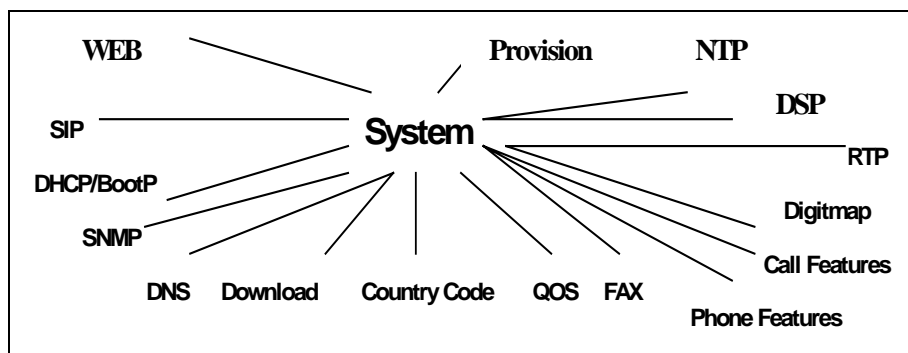 WEB
Provision
NTP
DSP
SIP
System
RTP
DHCP/BootP
Digitmap
SNMP
Call Features
DNS
Download
Country Code
QOS
FAX
Phone Features